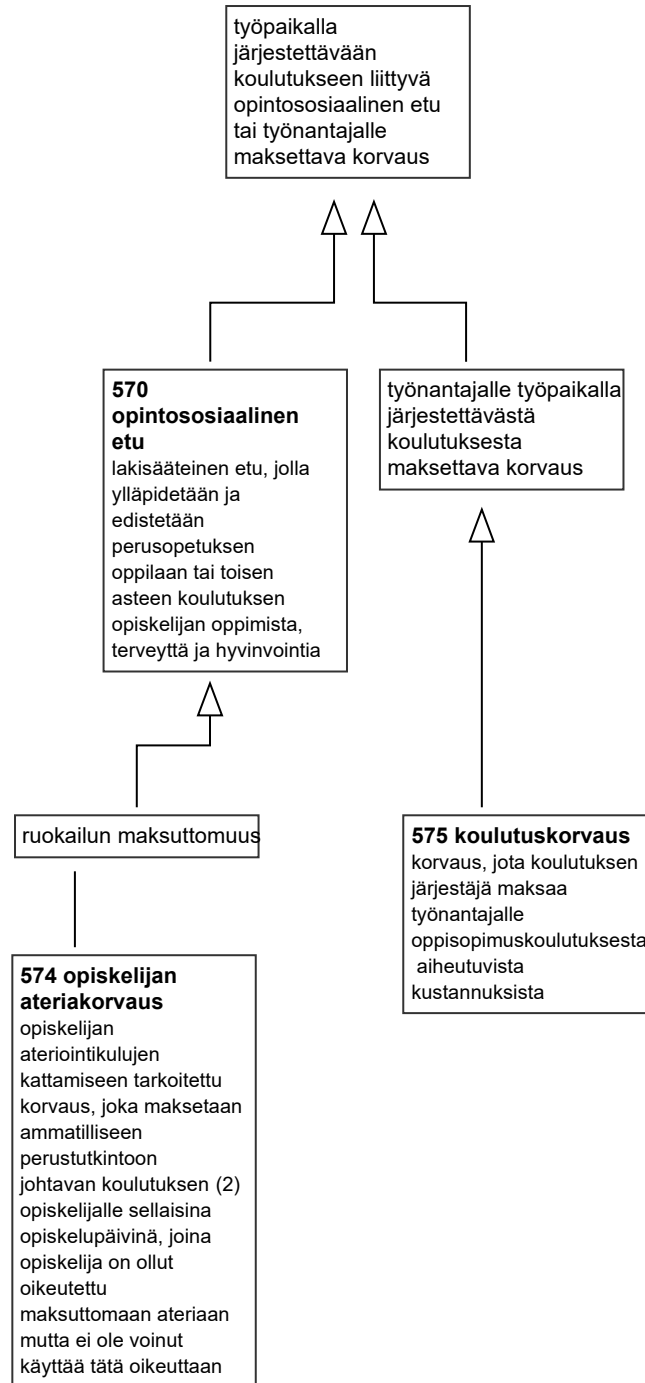 työpaikalla
järjestettävään
koulutukseen liittyvä
opintososiaalinen etu
tai työnantajalle
maksettava korvaus
570
opintososiaalinen
etu
lakisääteinen etu, jolla
ylläpidetään ja
edistetään
perusopetuksen
oppilaan tai toisen
asteen koulutuksen
opiskelijan oppimista,
terveyttä ja hyvinvointia
työnantajalle työpaikalla
järjestettävästä
koulutuksesta
maksettava korvaus
ruokailun maksuttomuus
575 koulutuskorvaus
korvaus, jota koulutuksen
järjestäjä maksaa
työnantajalle
oppisopimuskoulutuksesta
aiheutuvista
kustannuksista
574 opiskelijan
ateriakorvaus
opiskelijan
ateriointikulujen
kattamiseen tarkoitettu
korvaus, joka maksetaan
ammatilliseen
perustutkintoon
johtavan koulutuksen (2)
opiskelijalle sellaisina
opiskelupäivinä, joina
opiskelija on ollut
oikeutettu
maksuttomaan ateriaan
mutta ei ole voinut
käyttää tätä oikeuttaan